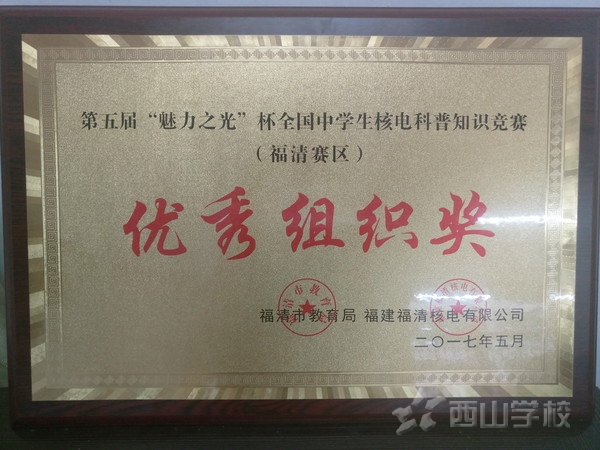 第五届“魅力之光”杯全国中学生核电科普知识竞赛
（福清赛区）
优秀组织奖
福清市教育局 福建福清核电有限公司
二〇一七年五月
西山学校